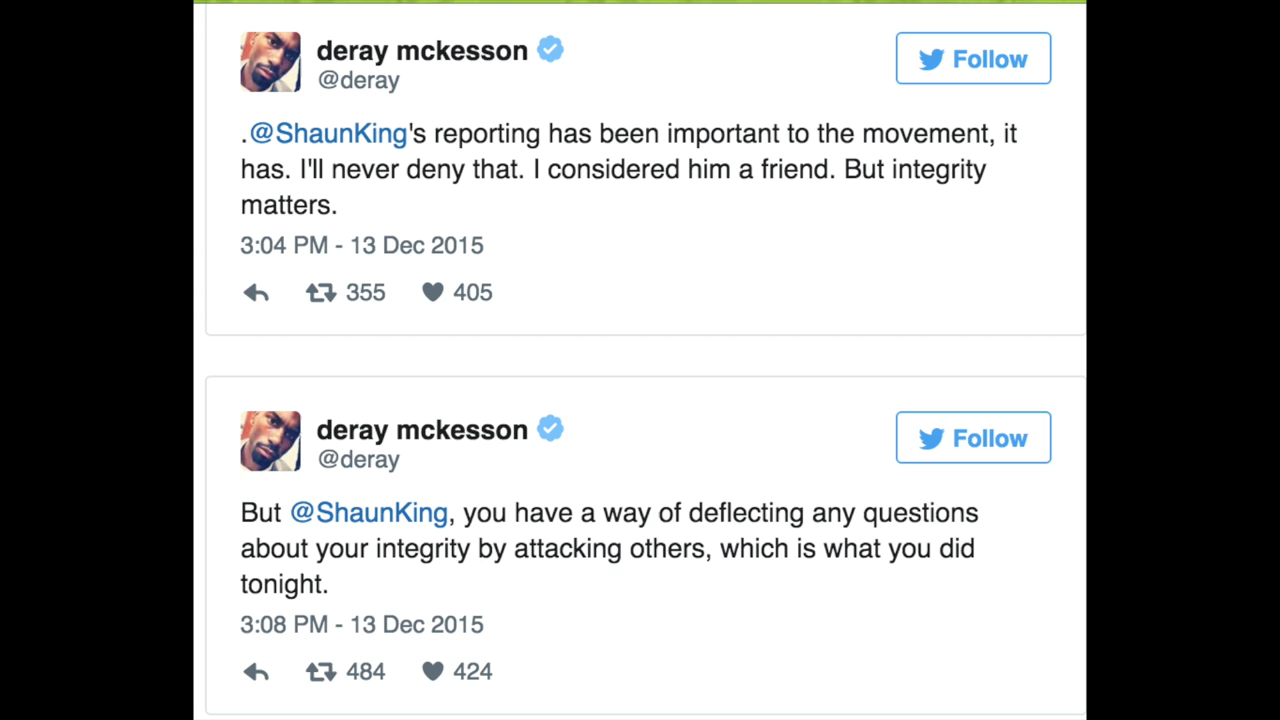 deray mckesson
@deray
Follow
.@ShaunKing's reporting has been important to the movement, it
has. I'll never deny that. I considered him a friend. But integrity
matters.
3:04 PM - 13 Dec 2015
355 405
deray mckesson
@deray
Follow
But @ShaunKing, you have a way of deflecting any questions
about your integrity by attacking others, which is what you did
tonight.
3:08 PM - 13 Dec 2015
484 424